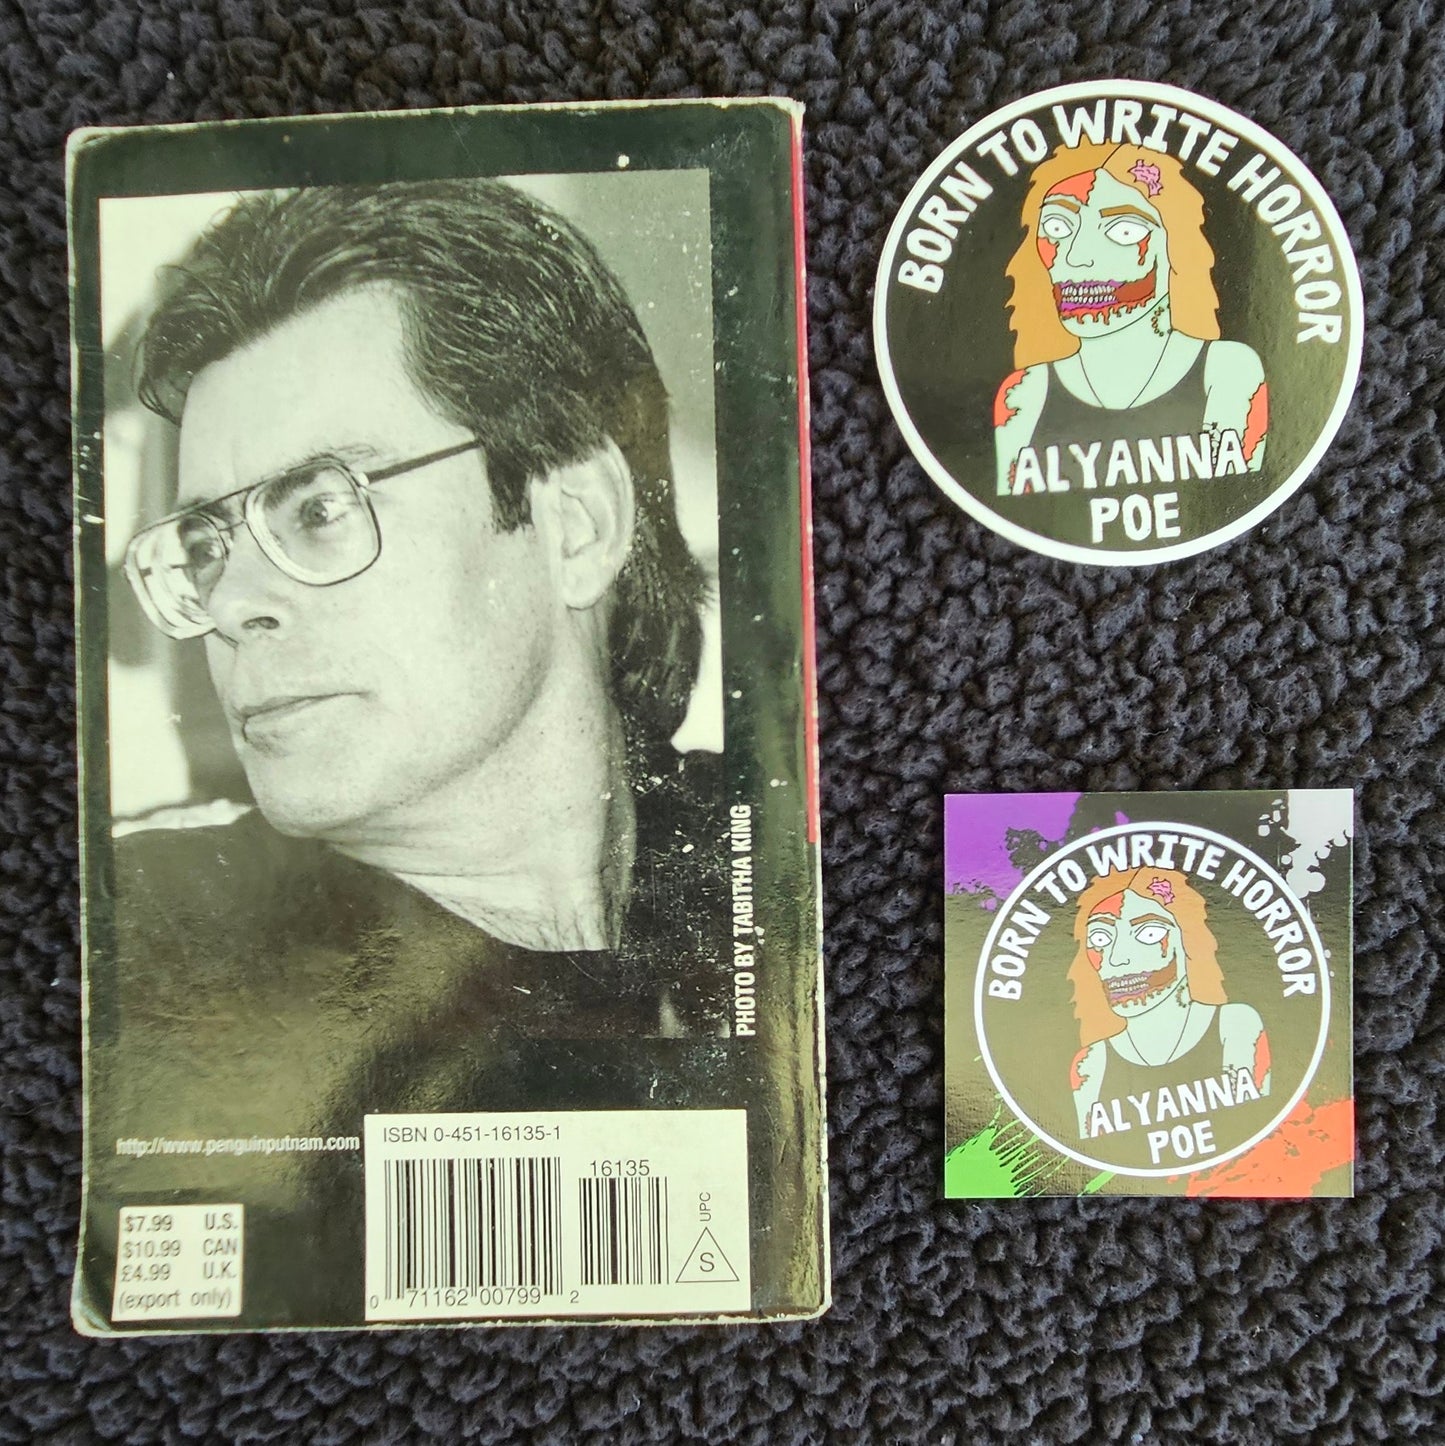 PHOTO BY TABITHA KING
http://www.penguinputnam.com
$7.99 U.S.
$10.99 CAN
£4.99 U.K.
(export only)
ISBN 0-451-16135-1
16135
0 71162 00799 2
UPC
S
BORN TO WRITE HORROR
ALYANNA
POE
BORN TO WRITE HORROR
ALYANNA
POE